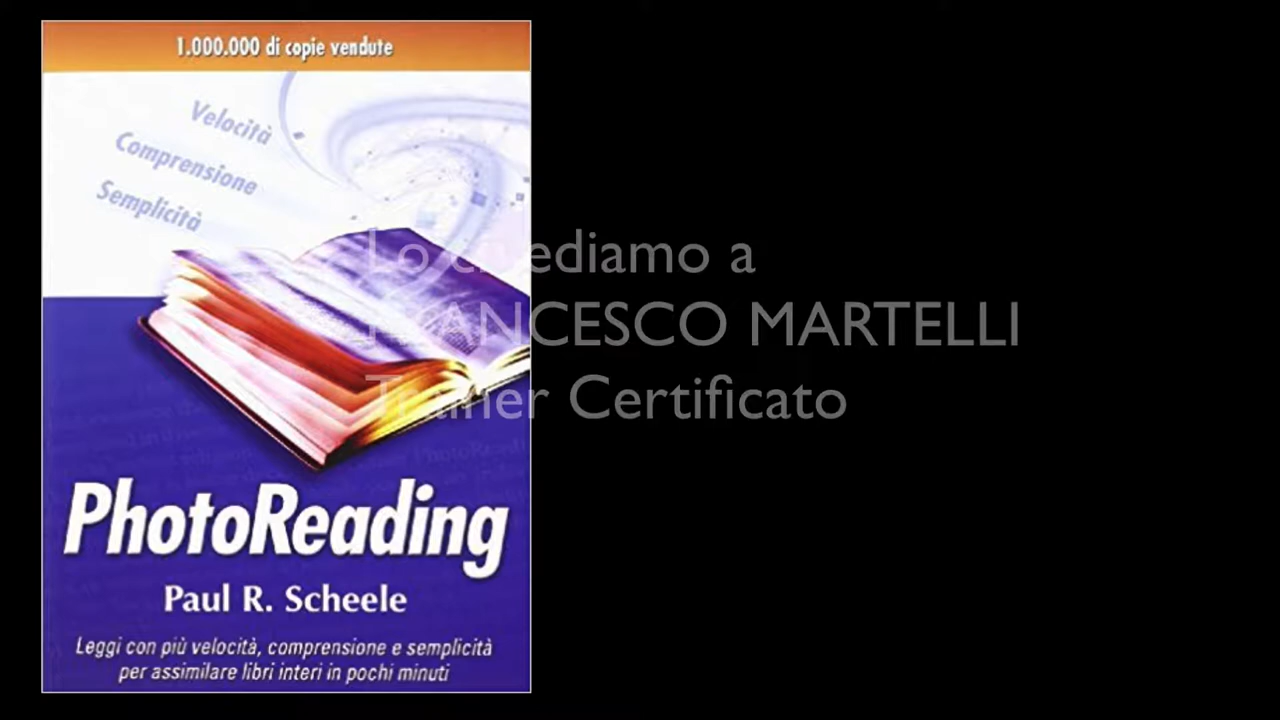 1.000.000 di copie vendute
Velocità
Comprensione
Semplicità
Lo chiediamo a
FRANCESCO MARTELLI
Trainer Certificato
PhotoReading
Paul R. Scheele
Leggi con più velocità, comprensione e semplicità
per assimilare libri interi in pochi minuti